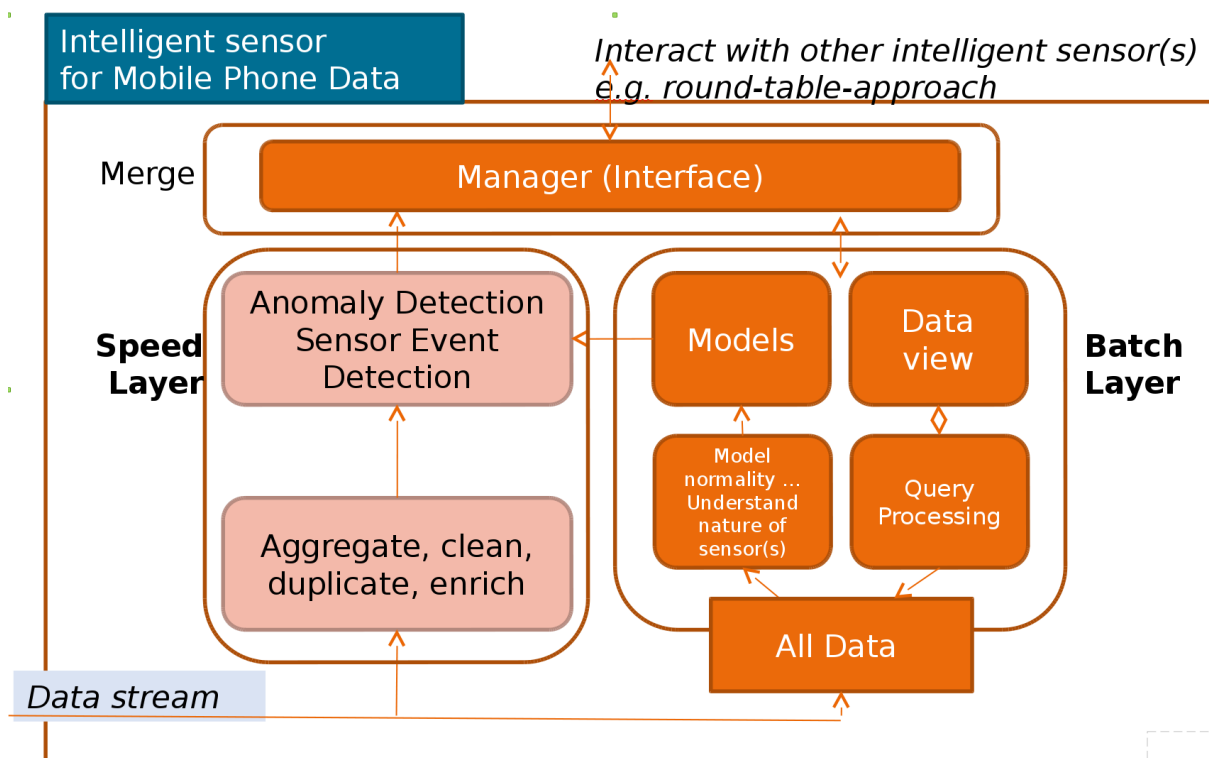 Intelligent sensor
for Mobile Phone Data
Interact with other intelligent sensor(s)
e.g. round-table-approach
Merge
Manager (Interface)
Speed
Layer
Anomaly Detection
Sensor Event
Detection
Aggregate, clean,
duplicate, enrich
Models
Data
view
Model
normality ...
Understand
nature of
sensor(s)
Query
Processing
Batch
Layer
All Data
Data stream